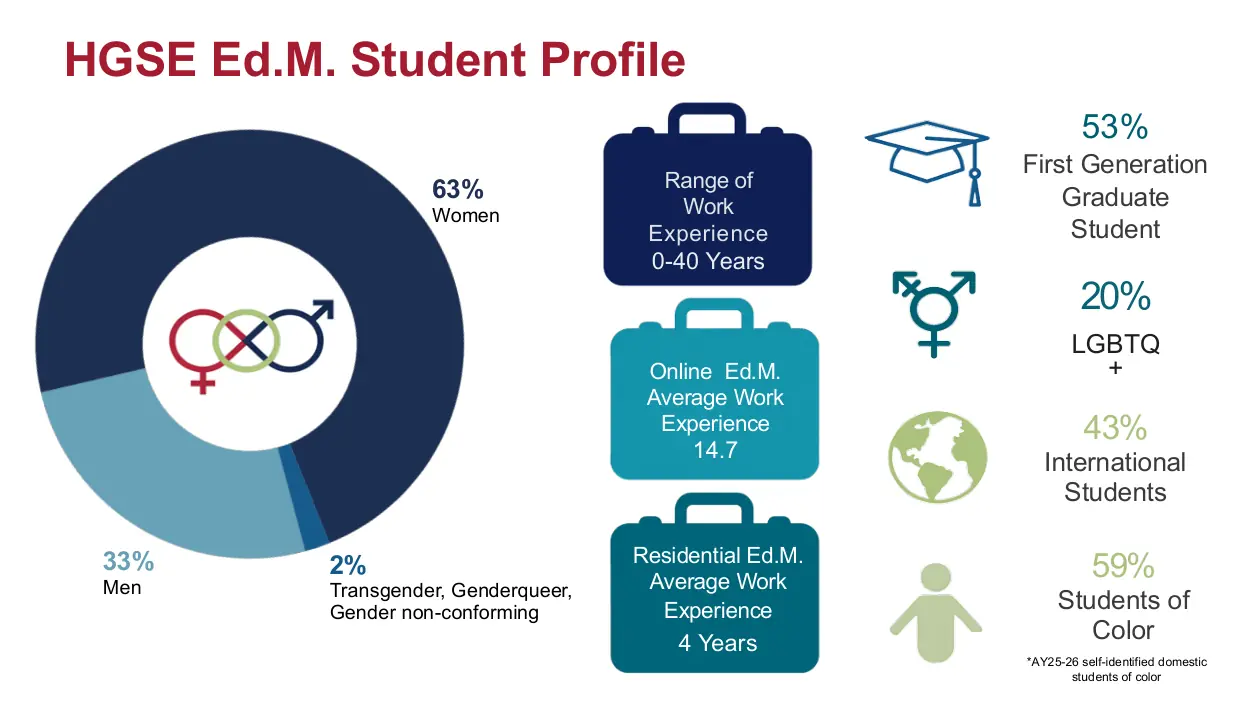 HGSE Ed.M. Student Profile
63%
Women
33%
Men
2%
Transgender, Genderqueer,
Gender non-conforming
Range of
Work
Experience
0-40 Years
Online Ed.M.
Average Work
Experience
14.7
Residential Ed.M.
Average Work
Experience
4 Years
53%
First Generation
Graduate
Student
20%
LGBTQ
+
43%
International
Students
59%
Students of
Color
*AY25-26 self-identified domestic
students of color